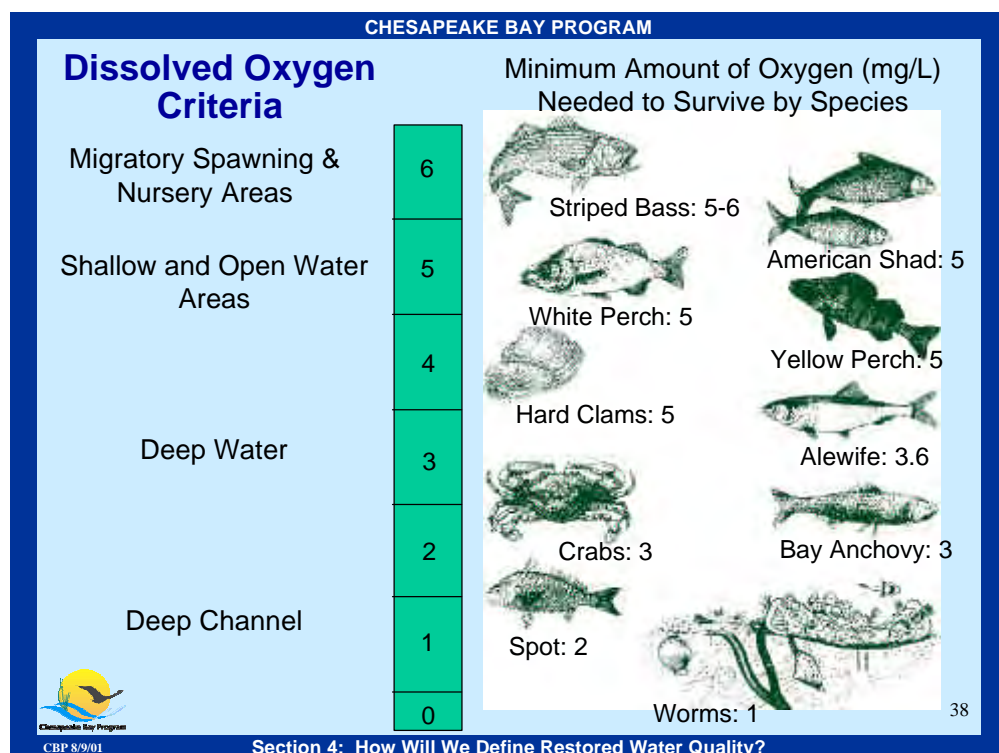 CHESAPEAKE BAY PROGRAM
Dissolved Oxygen
Criteria
Minimum Amount of Oxygen (mg/L)
Needed to Survive by Species
Migratory Spawning &
Nursery Areas
6
Striped Bass: 5-6
American Shad: 5
Shallow and Open Water
Areas
5
White Perch: 5
4
Yellow Perch: 5
Hard Clams: 5
Deep Water
3
Alewife: 3.6
2
Crabs: 3
Bay Anchovy: 3
Deep Channel
1
Spot: 2
0
Worms: 1
38
Chesapeake Bay Program
CBP 8/9/01
Section 4: How Will We Define Restored Water Quality?